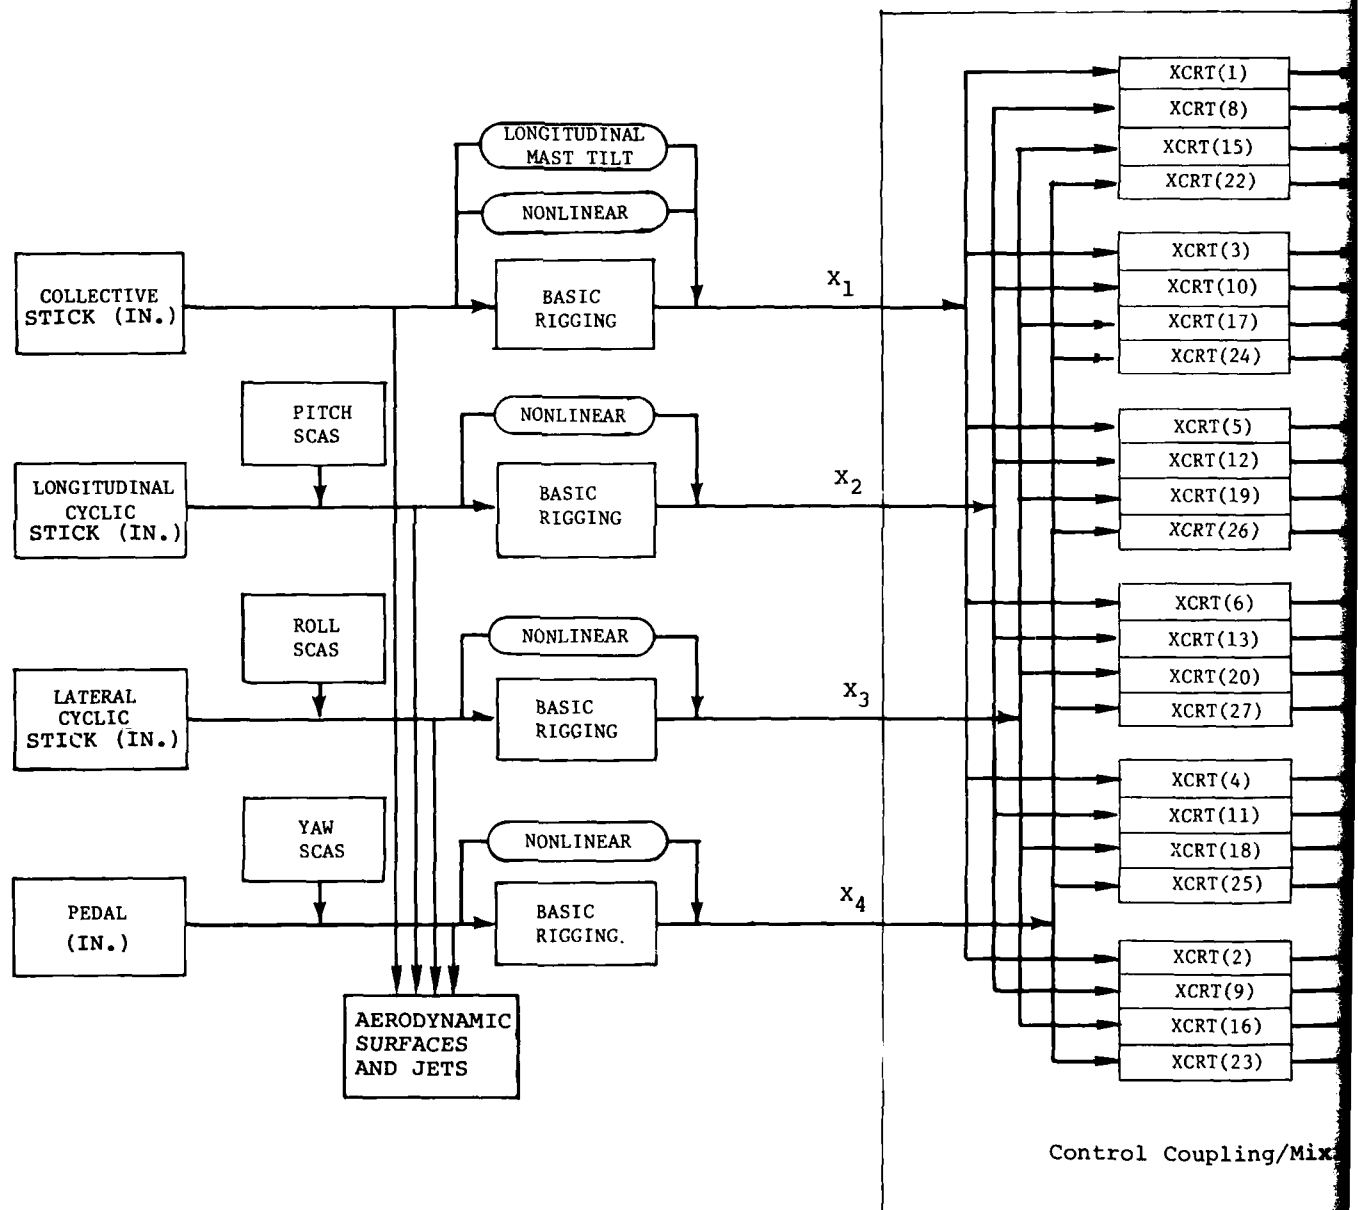 COLLECTIVE
STICK (IN.)
LONGITUDINAL
MAST TILT
NONLINEAR
BASIC
RIGGING
X1
PITCH
SCAS
LONGITUDINAL
CYCLIC
STICK (IN.)
NONLINEAR
BASIC
RIGGING
X2
ROLL
SCAS
LATERAL
CYCLIC
STICK (IN.)
NONLINEAR
BASIC
RIGGING
X3
YAW
SCAS
PEDAL
(IN.)
NONLINEAR
BASIC
RIGGING.
X4
AERODYNAMIC
SURFACES
AND JETS
XCRT(1)
XCRT(8)
XCRT(15)
XCRT(22)
XCRT(3)
XCRT(10)
XCRT(17)
XCRT(24)
XCRT(5)
XCRT(12)
XCRT(19)
XCRT(26)
XCRT(6)
XCRT(13)
XCRT(20)
XCRT(27)
XCRT(4)
XCRT(11)
XCRT(18)
XCRT(25)
XCRT(2)
XCRT(9)
XCRT(16)
XCRT(23)
Control Coupling/Mix